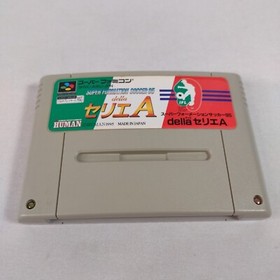 スーパーファミコン
SUPER FORMATION SOCCER 95
セリエA
HUMAN
MADE IN JAPAN
スーパーフォーメーションサッカー95
della セリエA